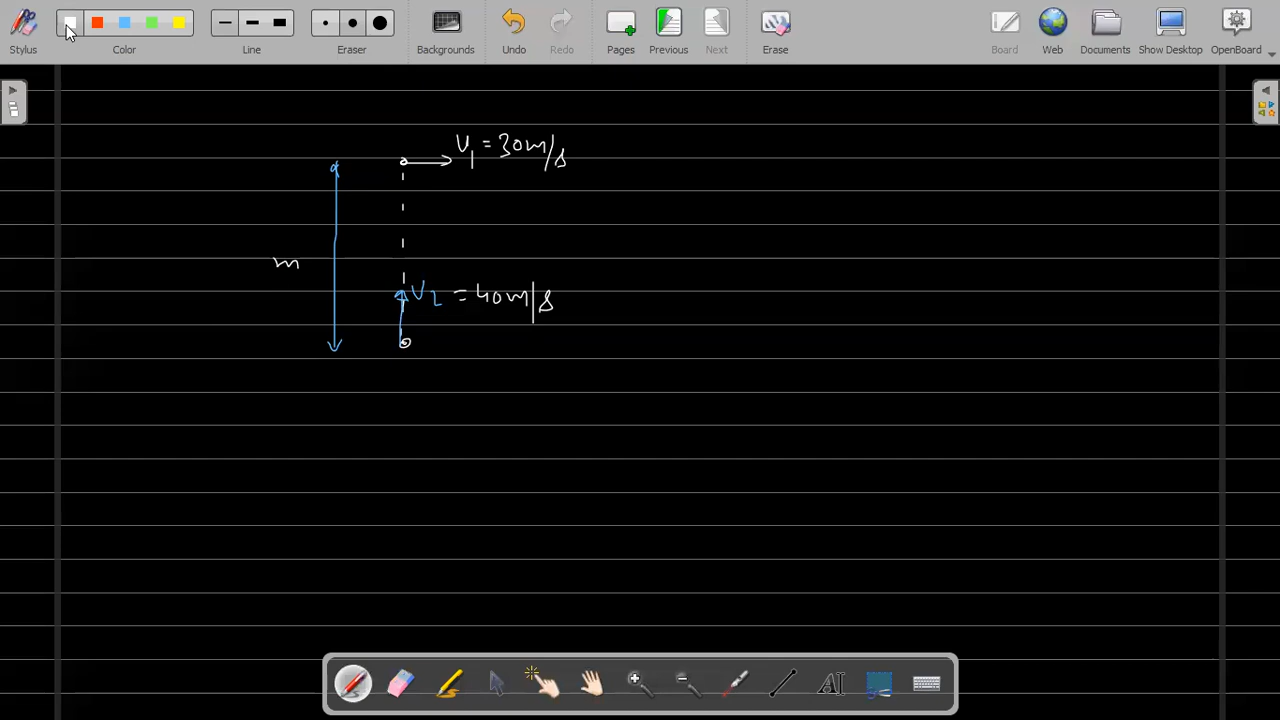 Stylus Color Line Eraser Backgrounds Undo Redo Pages Previous Next Erase Board Web Documents Show Desktop OpenBoard
V1 = 30m/s
m
V2 = 40m/s
AI